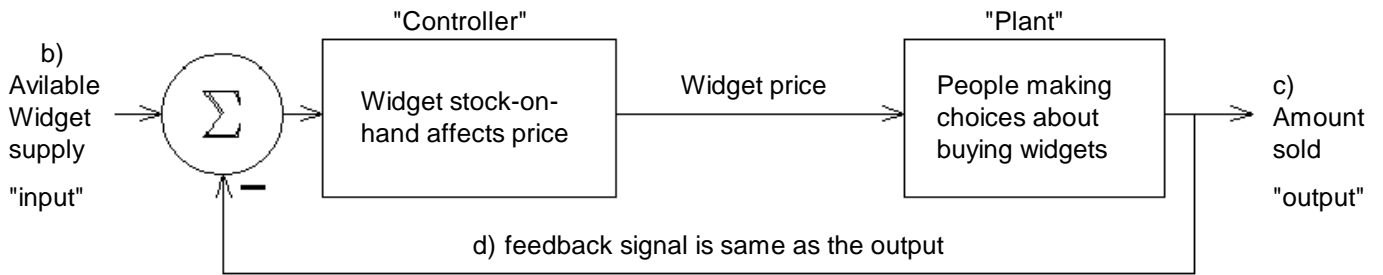 "Controller"
"Plant"
b)
Avilable
Widget
supply
"input"
Σ
−
Widget stock-on-
hand affects price
Widget price
People making
choices about
buying widgets
c)
Amount
sold
"output"
d) feedback signal is same as the output